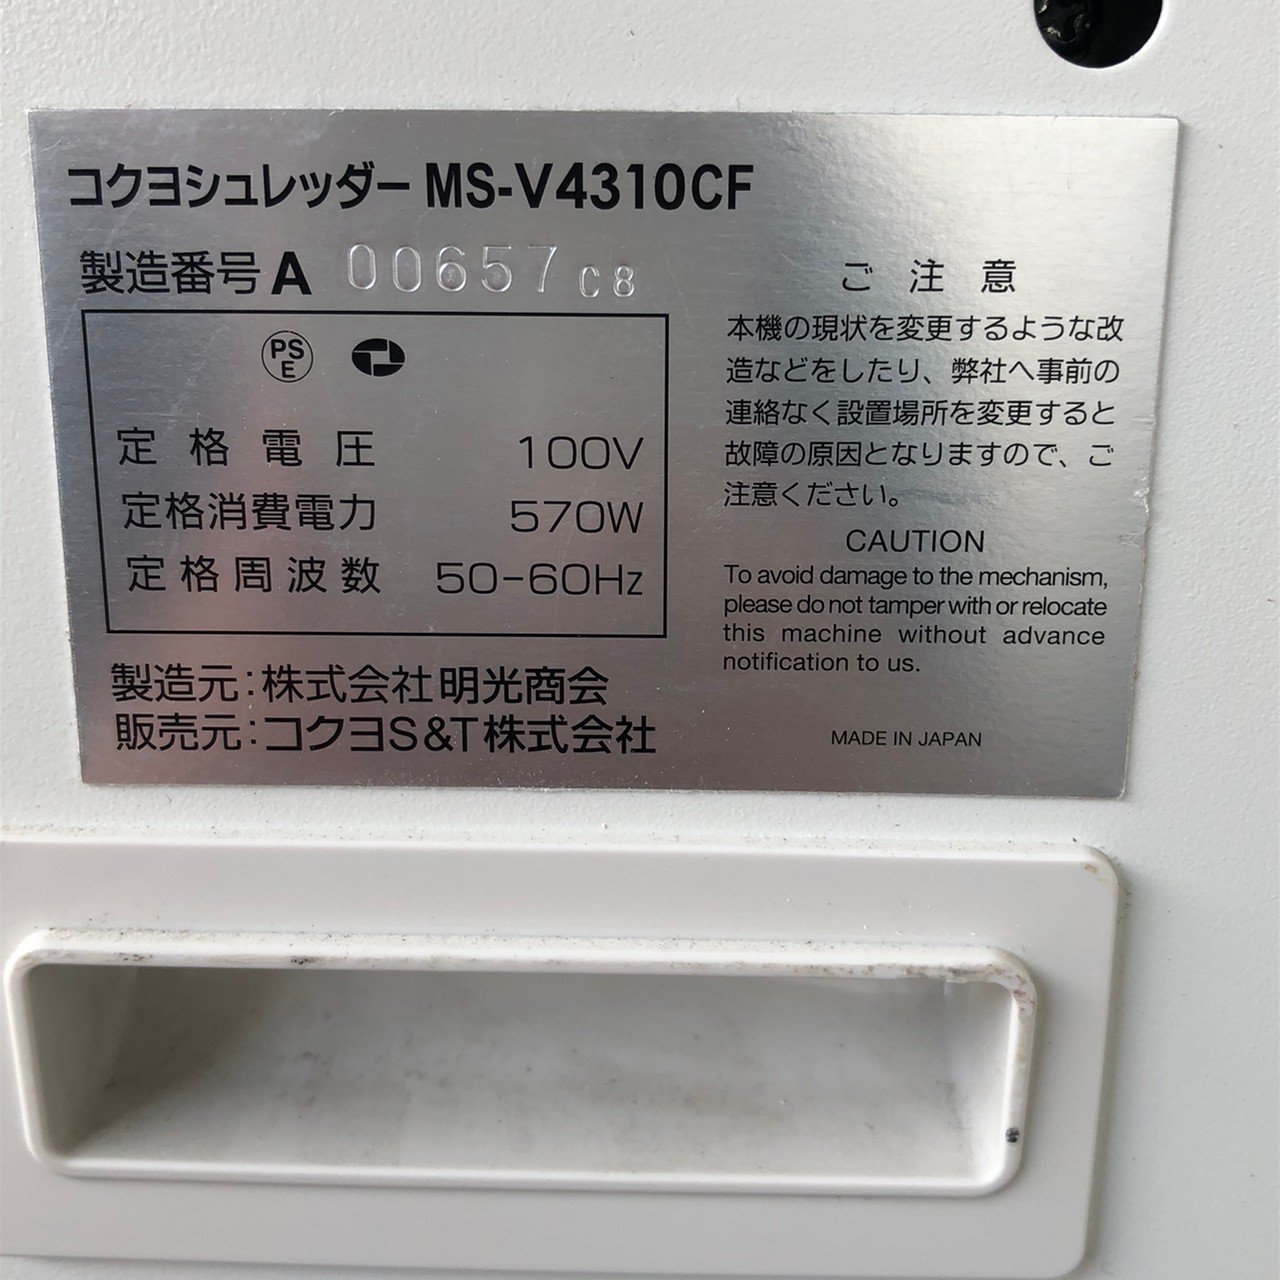 コクヨシュレッダー MS-V4310CF
製造番号 A 00657 C8
PS
E
定格電圧 100V
定格消費電力 570W
定格周波数 50-60Hz
製造元:株式会社明光商会
販売元:コクヨS&T株式会社
ご注意
本機の現状を変更するような改
造などをしたり、弊社へ事前の
連絡なく設置場所を変更すると
故障の原因となりますので、ご
注意ください。
CAUTION
To avoid damage to the mechanism,
please do not tamper with or relocate
this machine without advance
notification to us.
MADE IN JAPAN